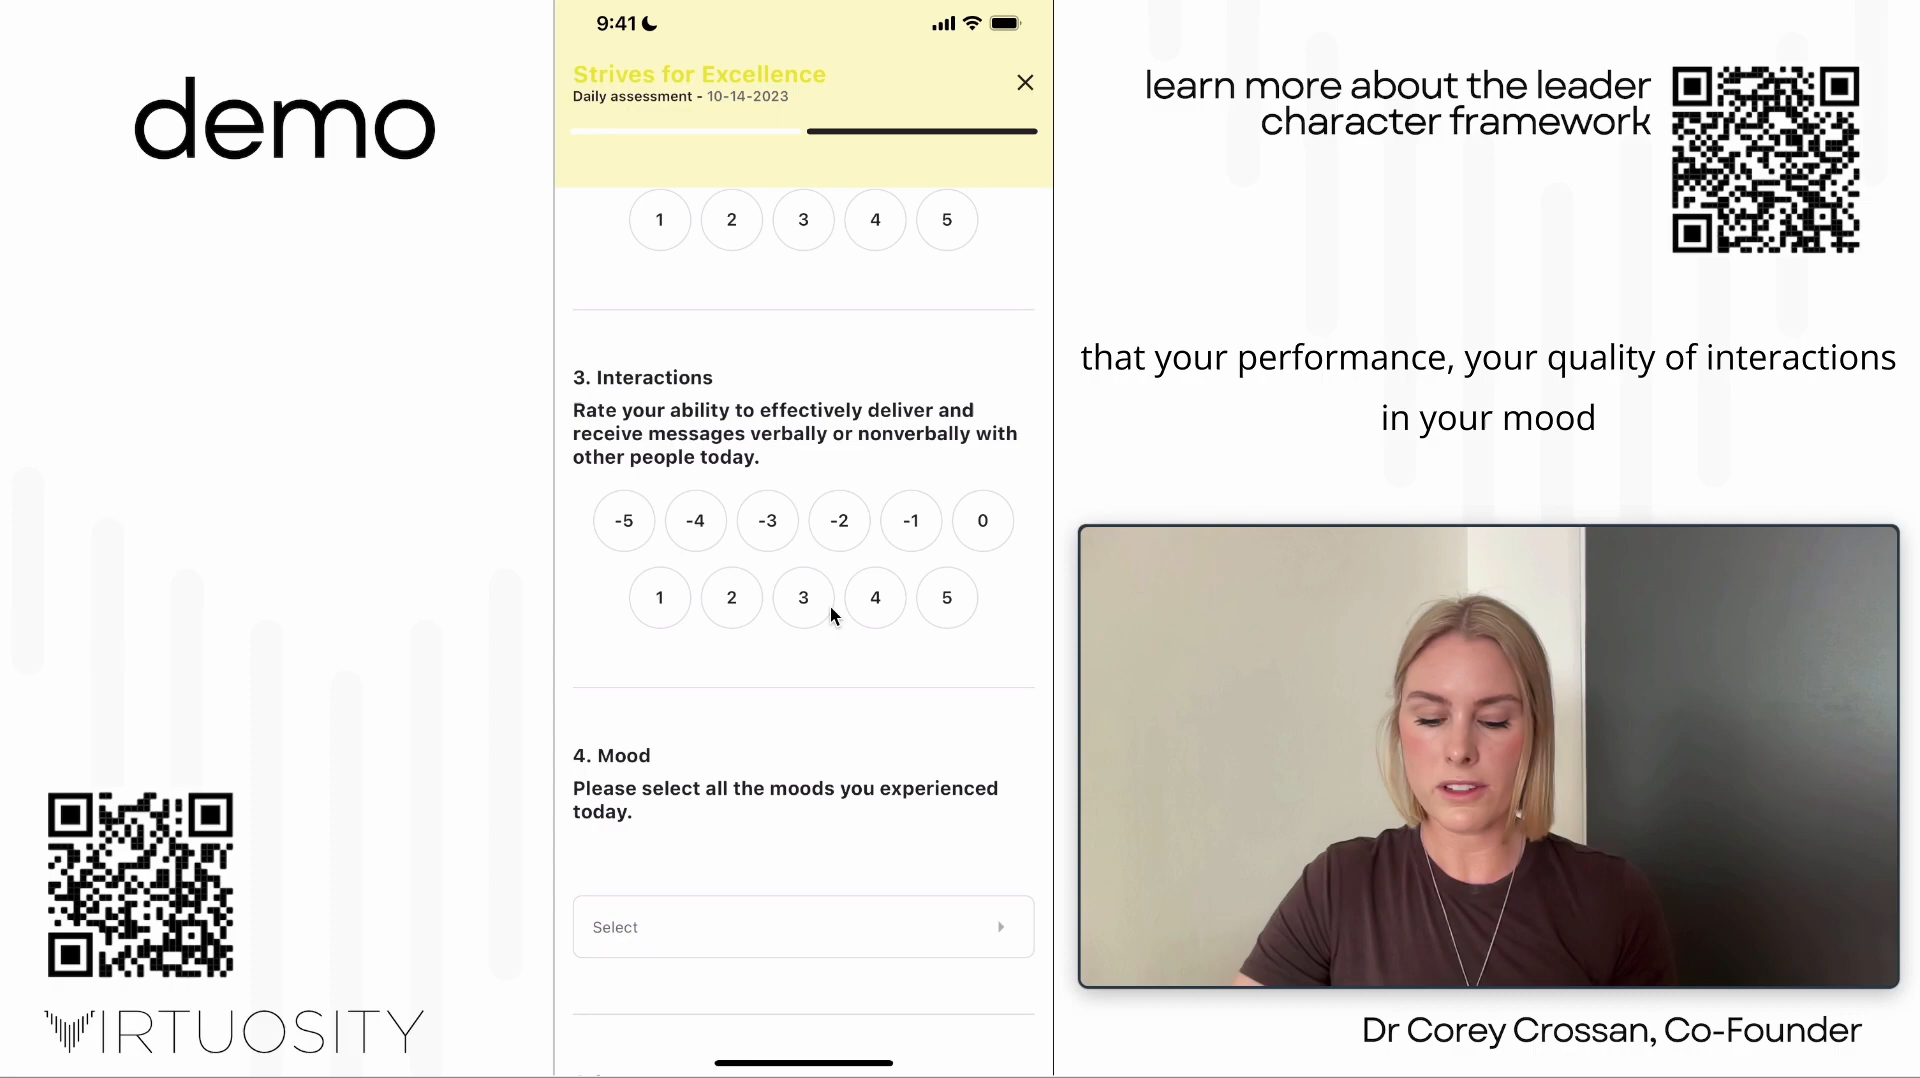 demo
9:41
Strives for Excellence
Daily assessment - 10-14-2023
1 2 3 4 5
3. Interactions
Rate your ability to effectively deliver and
receive messages verbally or nonverbally with
other people today.
-5 -4 -3 -2 -1 0
1 2 3 4 5
4. Mood
Please select all the moods you experienced
today.
Select
learn more about the leader
character framework
that your performance, your quality of interactions
in your mood
VIRTUOSITY
Dr Corey Crossan, Co-Founder